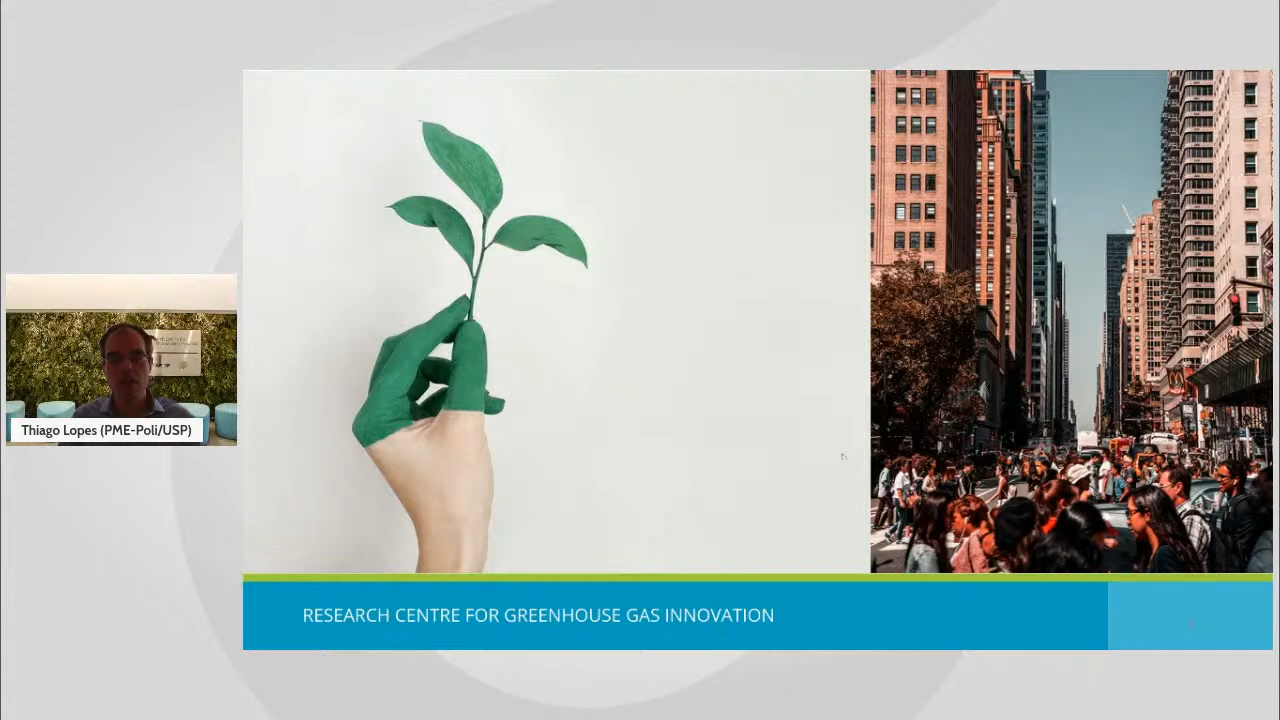 Thiago Lopes (PME-Poli/USP)
RESEARCH CENTRE FOR GREENHOUSE GAS INNOVATION